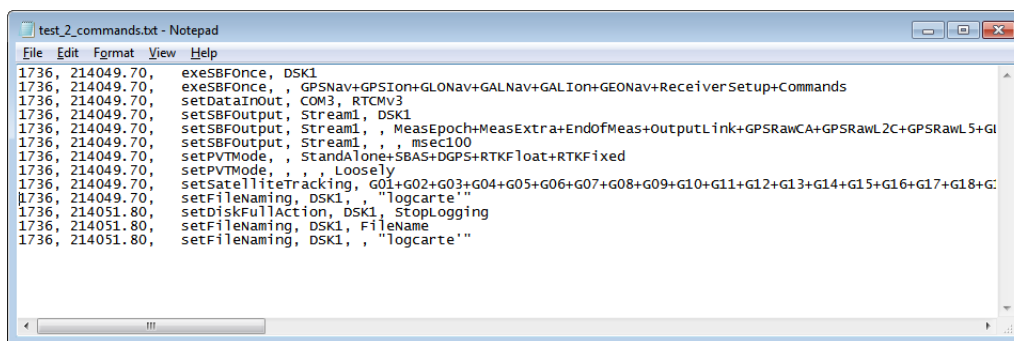 test_2_commands.txt - Notepad
File Edit Format View Help
1736, 214049.70, exeSBFOnce, DSK1
1736, 214049.70, exeSBFOnce, , GPSNav+GPSIon+GLONav+GALNav+GALIon+GEONav+ReceiverSetup+Commands
1736, 214049.70, setDataInOut, COM3, RTCMv3
1736, 214049.70, setSBFOutput, Stream1, DSK1
1736, 214049.70, setSBFOutput, Stream1, , MeasEpoch+MeasExtra+EndOfMeas+OutputLink+GPSRawCA+GPSRawL2C+GPSRawL5+GL
1736, 214049.70, setSBFOutput, Stream1, , , msec100
1736, 214049.70, setPVTMode, , StandAlone+SBAS+DGPS+RTKFloat+RTKFixed
1736, 214049.70, setPVTMode, , , , Loosely
1736, 214049.70, setSatelliteTracking, G01+G02+G03+G04+G05+G06+G07+G08+G09+G10+G11+G12+G13+G14+G15+G16+G17+G18+G
1736, 214049.70, setFileNaming, DSK1, , "logcarte'"
1736, 214051.80, setDiskFullAction, DSK1, StopLogging
1736, 214051.80, setFileNaming, DSK1, FileName
1736, 214051.80, setFileNaming, DSK1, , "logcarte'"